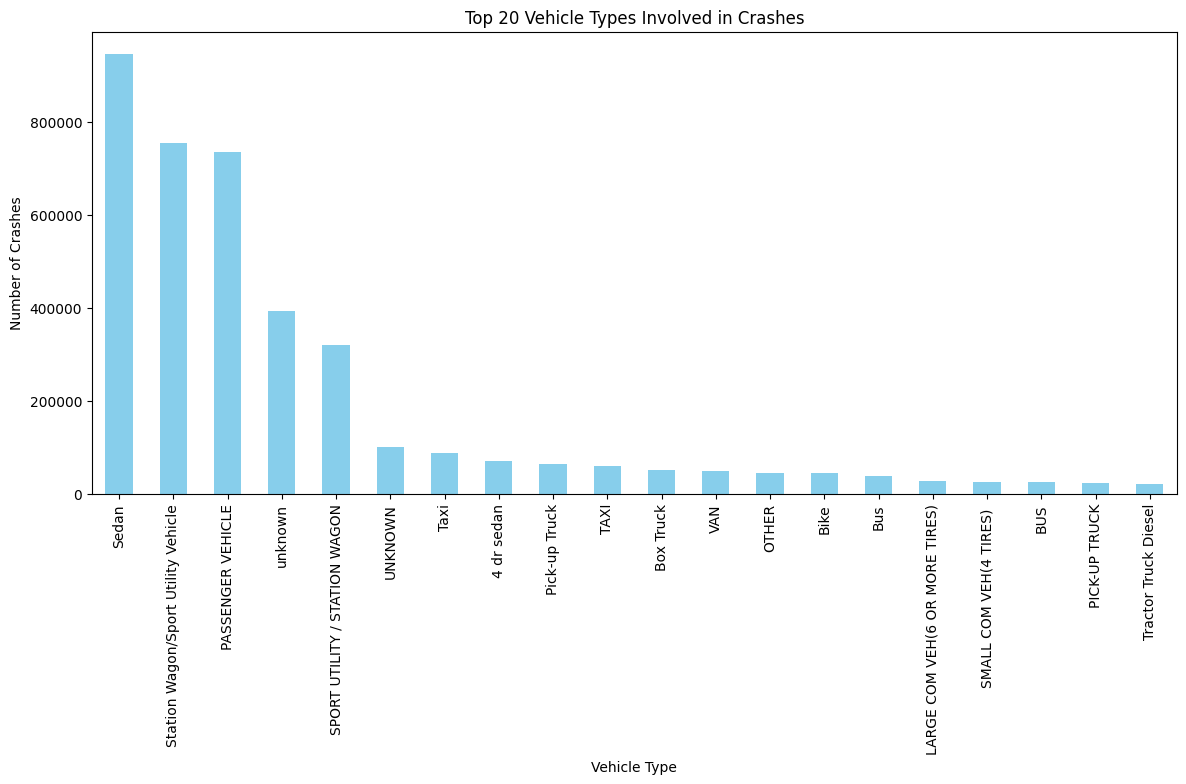 Top 20 Vehicle Types Involved in Crashes
Number of Crashes
800000
600000
400000
200000
0
Sedan
Station Wagon/Sport Utility Vehicle
PASSENGER VEHICLE
unknown
SPORT UTILITY / STATION WAGON
UNKNOWN
Taxi
4 dr sedan
Pick-up Truck
TAXI
Box Truck
VAN
OTHER
Bike
Bus
LARGE COM VEH(6 OR MORE TIRES)
SMALL COM VEH(4 TIRES)
BUS
PICK-UP TRUCK
Tractor Truck Diesel
Vehicle Type